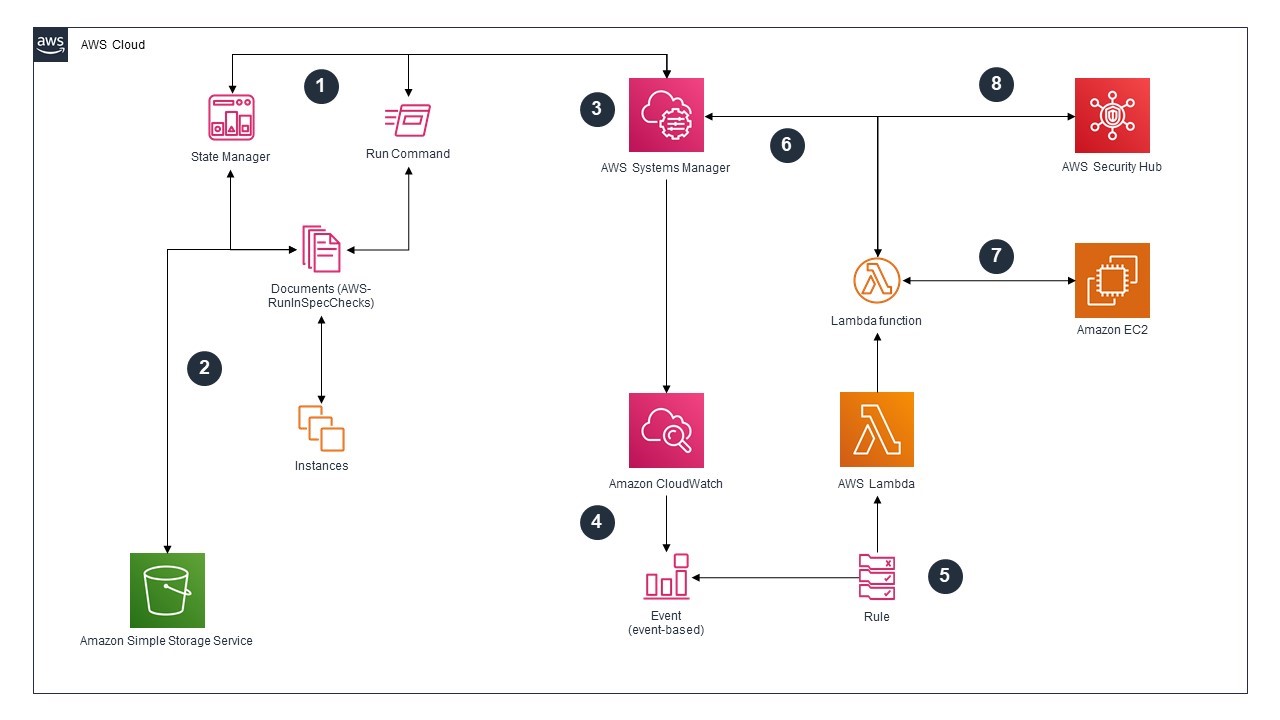 aws
AWS Cloud
1
State Manager
Run Command
3
AWS Systems Manager
6
8
AWS Security Hub
Documents (AWS-
RunInSpecChecks)
7
Lambda function
Amazon EC2
2
Instances
Amazon CloudWatch
AWS Lambda
4
Event
(event-based)
Rule
5
Amazon Simple Storage Service